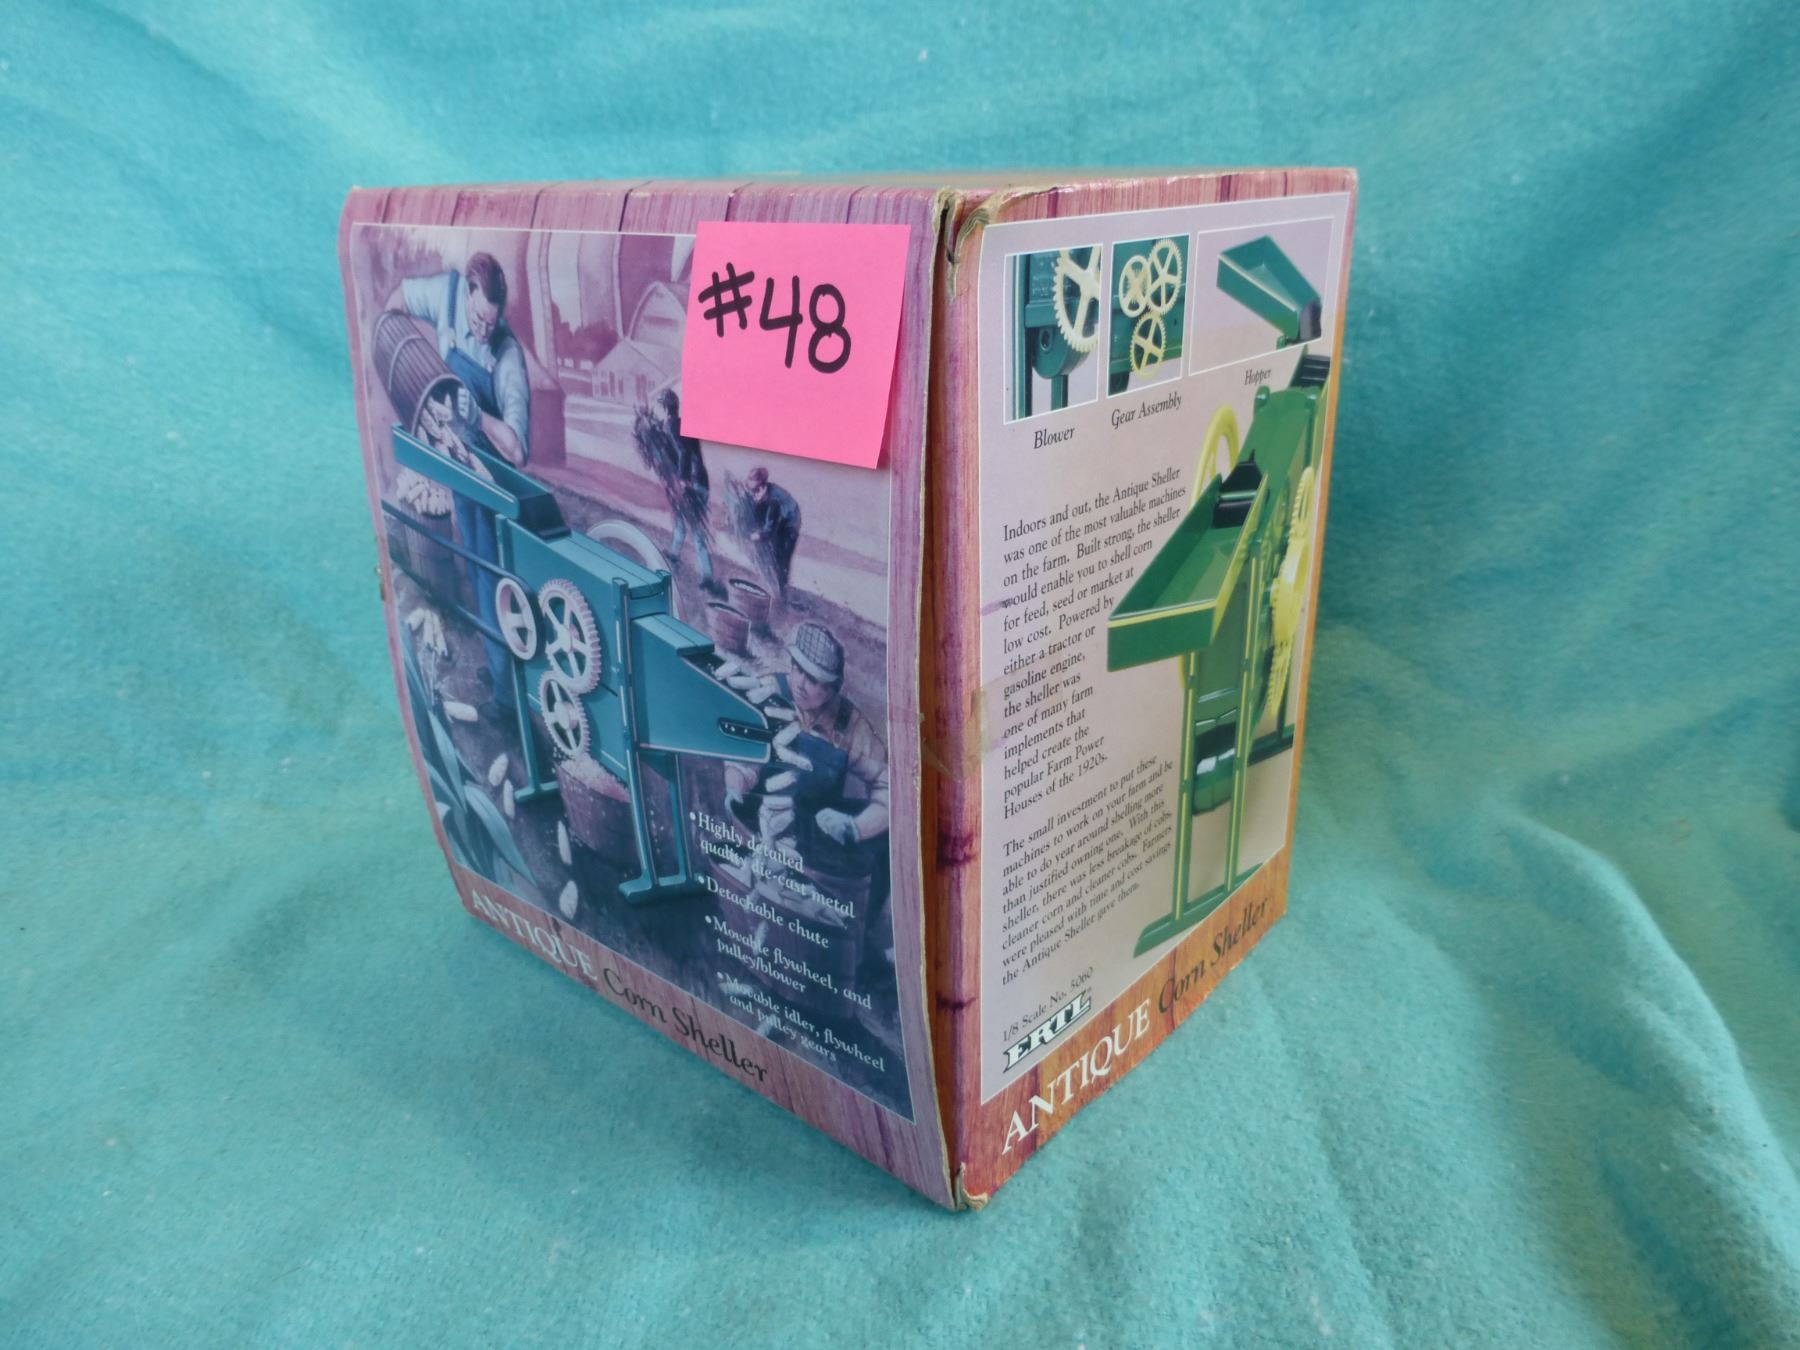 #48
•Highly detailed
quality die-cast metal
•Detachable chute
•Movable flywheel, and
pulley/blower
•Movable idler, flywheel
and pulley gears
ANTIQUE Corn Sheller
Blower
Gear Assembly
Hopper
Indoors and out, the Antique Sheller
was one of the most valuable machines
on the farm. Built strong, the sheller
would enable you to shell corn
for feed, seed or market at
low cost. Powered by
either a tractor or
gasoline engine,
the sheller was
one of many farm
implements that
helped create the
popular Farm Power
Houses of the 1920s.
The small investment to put these
machines to work on your farm and be
able to do year around shelling more
than justified owning one. With this
sheller, there was less breakage of cobs,
cleaner corn and cleaner cobs. Farmers
were pleased with time and cost savings
the Antique Sheller gave them.
1/8 Scale No. 5060
ERTL
ANTIQUE Corn Sheller